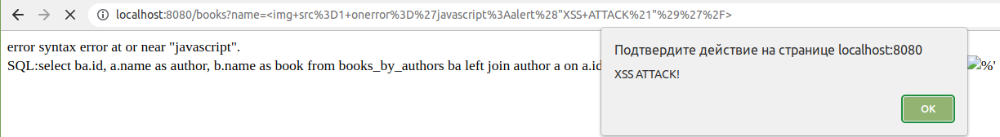 localhost:8080/books?name=<img+src%3D1+onerror%3D%27javascript%3Aalert%28"XSS+ATTACK%21"%29%27%2F>
error syntax error at or near "javascript".
SQL:select ba.id, a.name as author, b.name as book from books_by_authors ba left join author a on a.id %'
Подтвердите действие на странице localhost:8080
XSS ATTACK!
OK